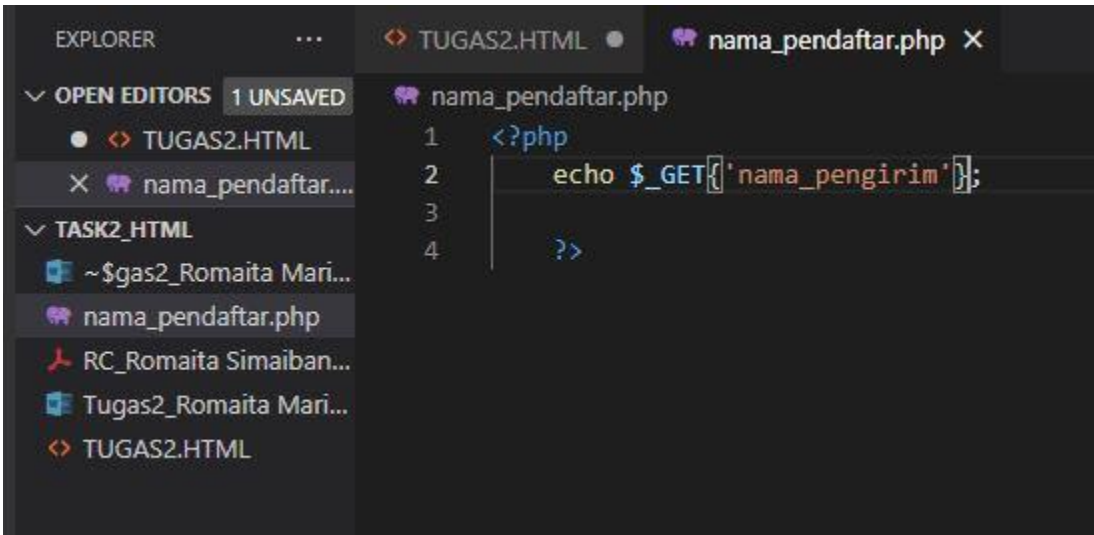 EXPLORER ...
TUGAS2.HTML ●
nama_pendaftar.php ×
OPEN EDITORS 1 UNSAVED
● TUGAS2.HTML
× nama_pendaftar....
TASK2_HTML
~$gas2_Romaita Mari...
nama_pendaftar.php
RC_Romaita Simaiban...
Tugas2_Romaita Mari...
TUGAS2.HTML
nama_pendaftar.php
1 <?php
2 echo $_GET{'nama_pengirim'};
3
4 ?>